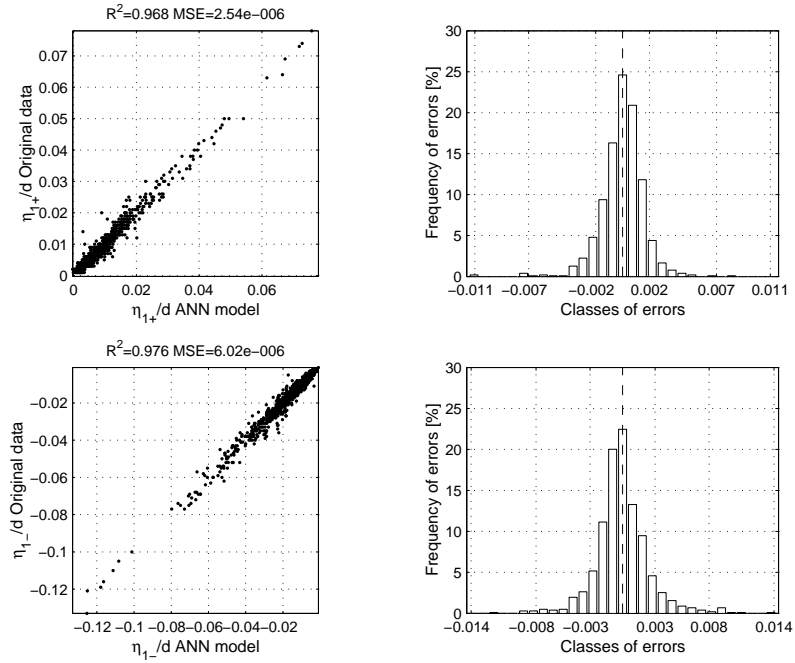 R²=0.968 MSE=2.54e−006
0.07
0.06
0.05
0.04
0.03
0.02
0.01
0
η₁₊/d Original data
0 0.02 0.04 0.06
η₁₊/d ANN model
30
25
20
15
10
5
0
Frequency of errors [%]
−0.011 −0.007 −0.002 0.002 0.007 0.011
Classes of errors
R²=0.976 MSE=6.02e−006
−0.02
−0.04
−0.06
−0.08
−0.1
−0.12
η₁₋/d Original data
−0.12 −0.1 −0.08 −0.06 −0.04 −0.02
η₁₋/d ANN model
30
25
20
15
10
5
0
Frequency of errors [%]
−0.014 −0.008 −0.003 0.003 0.008 0.014
Classes of errors